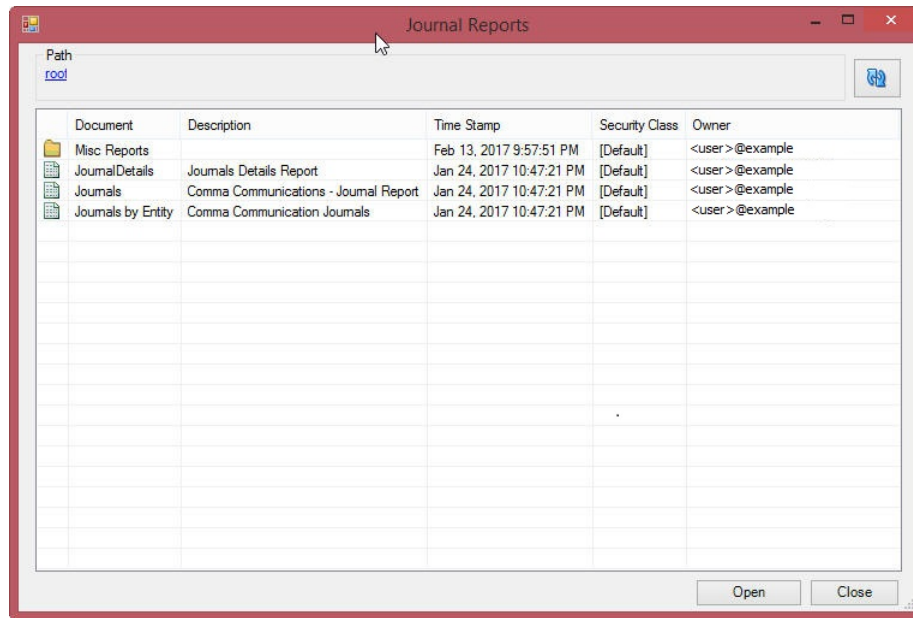 Journal Reports
Path
root
Document Description Time Stamp Security Class Owner
Misc Reports Feb 13, 2017 9:57:51 PM [Default] <user>@example
JournalDetails Journals Details Report Jan 24, 2017 10:47:21 PM [Default] <user>@example
Journals Comma Communications - Journal Report Jan 24, 2017 10:47:21 PM [Default] <user>@example
Journals by Entity Comma Communication Journals Jan 24, 2017 10:47:21 PM [Default] <user>@example
Open Close